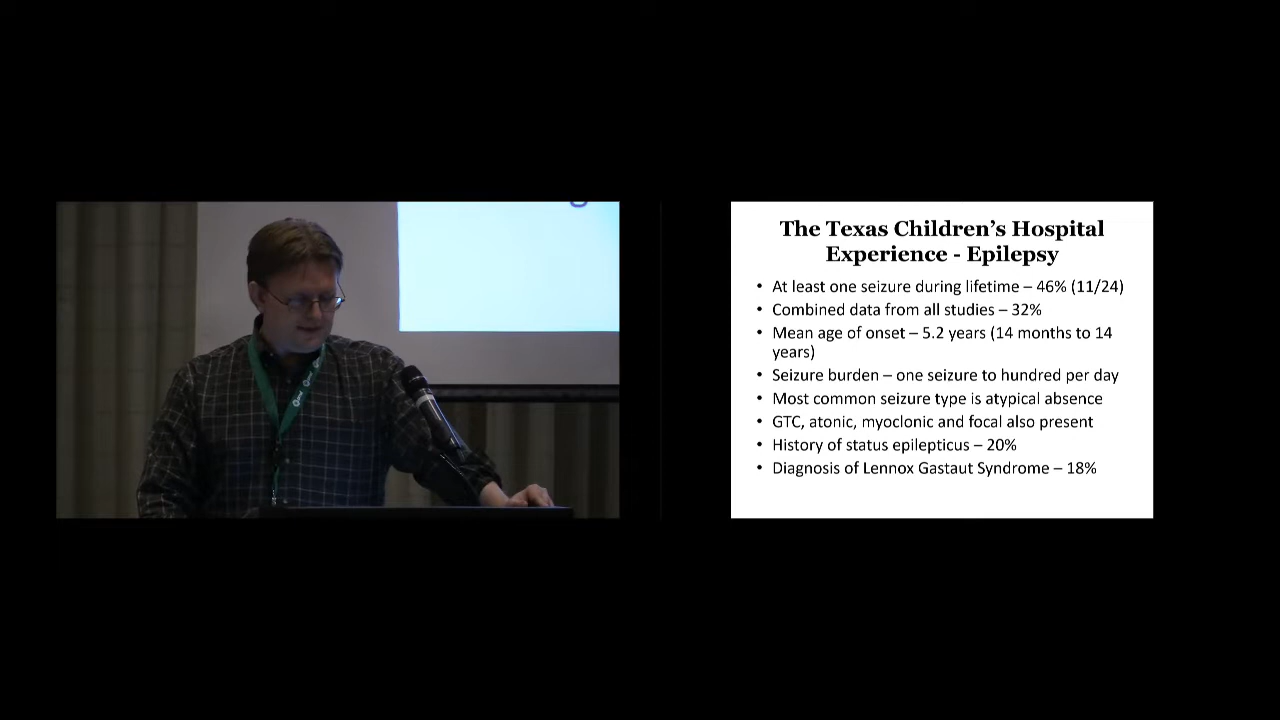 The Texas Children's Hospital
Experience - Epilepsy
• At least one seizure during lifetime – 46% (11/24)
• Combined data from all studies – 32%
• Mean age of onset – 5.2 years (14 months to 14
years)
• Seizure burden – one seizure to hundred per day
• Most common seizure type is atypical absence
• GTC, atonic, myoclonic and focal also present
• History of status epilepticus – 20%
• Diagnosis of Lennox Gastaut Syndrome – 18%